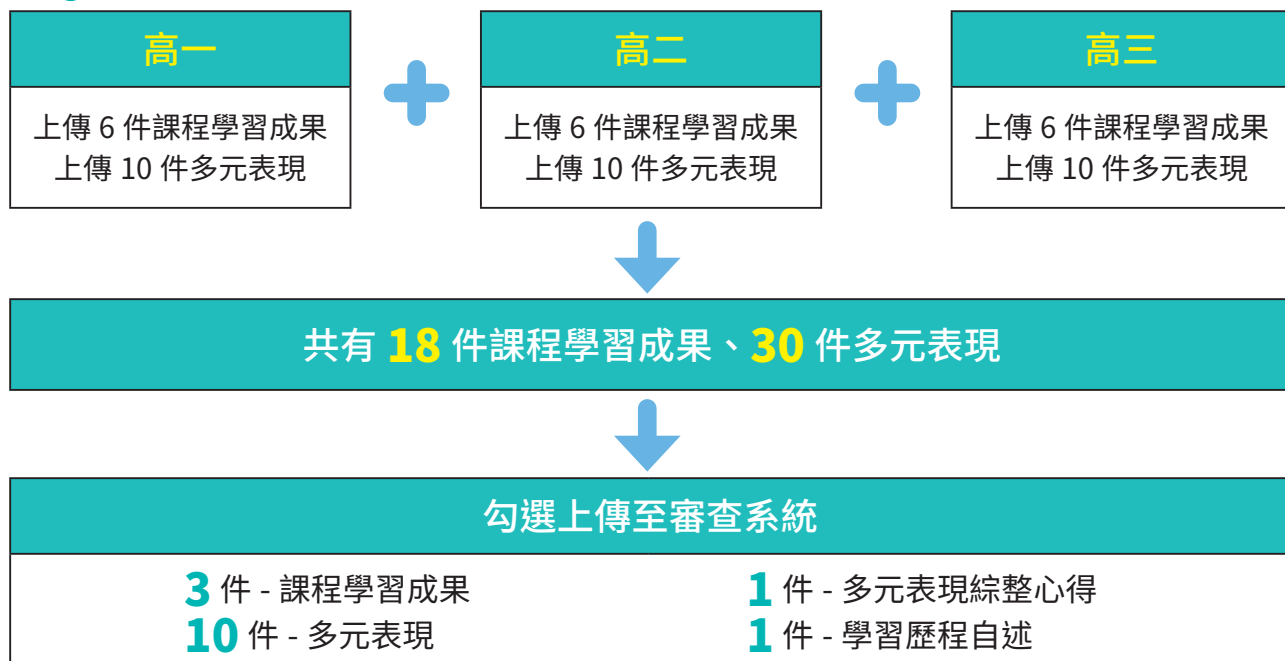 高一
上傳 6 件課程學習成果
上傳 10 件多元表現
高二
上傳 6 件課程學習成果
上傳 10 件多元表現
高三
上傳 6 件課程學習成果
上傳 10 件多元表現
共有 18 件課程學習成果、30 件多元表現
勾選上傳至審查系統
3 件 - 課程學習成果
10 件 - 多元表現
1 件 - 多元表現綜整心得
1 件 - 學習歷程自述